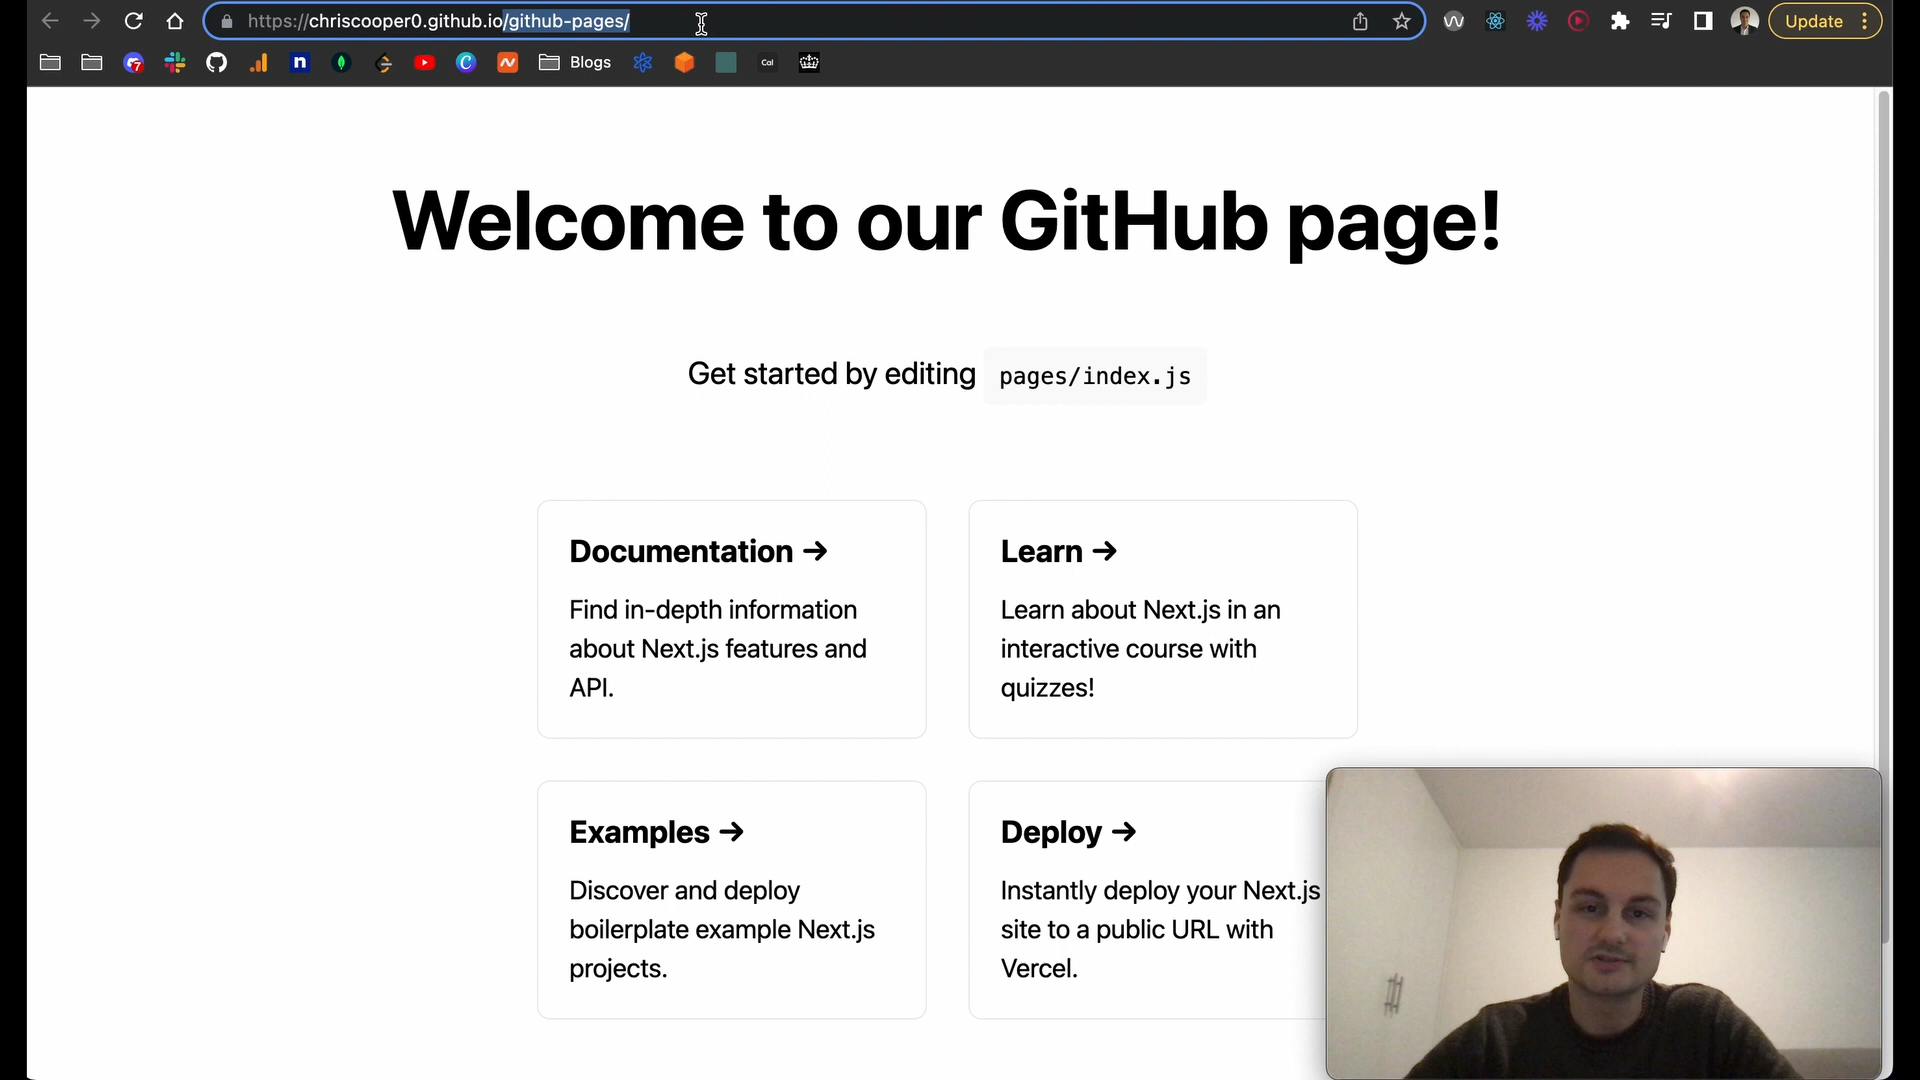 https://chriscooper0.github.io/github-pages/
Update
7
n
Blogs
Cal
Welcome to our GitHub page!
Get started by editing pages/index.js
Documentation →
Find in-depth information
about Next.js features and
API.
Learn →
Learn about Next.js in an
interactive course with
quizzes!
Examples →
Discover and deploy
boilerplate example Next.js
projects.
Deploy →
Instantly deploy your Next.js
site to a public URL with
Vercel.